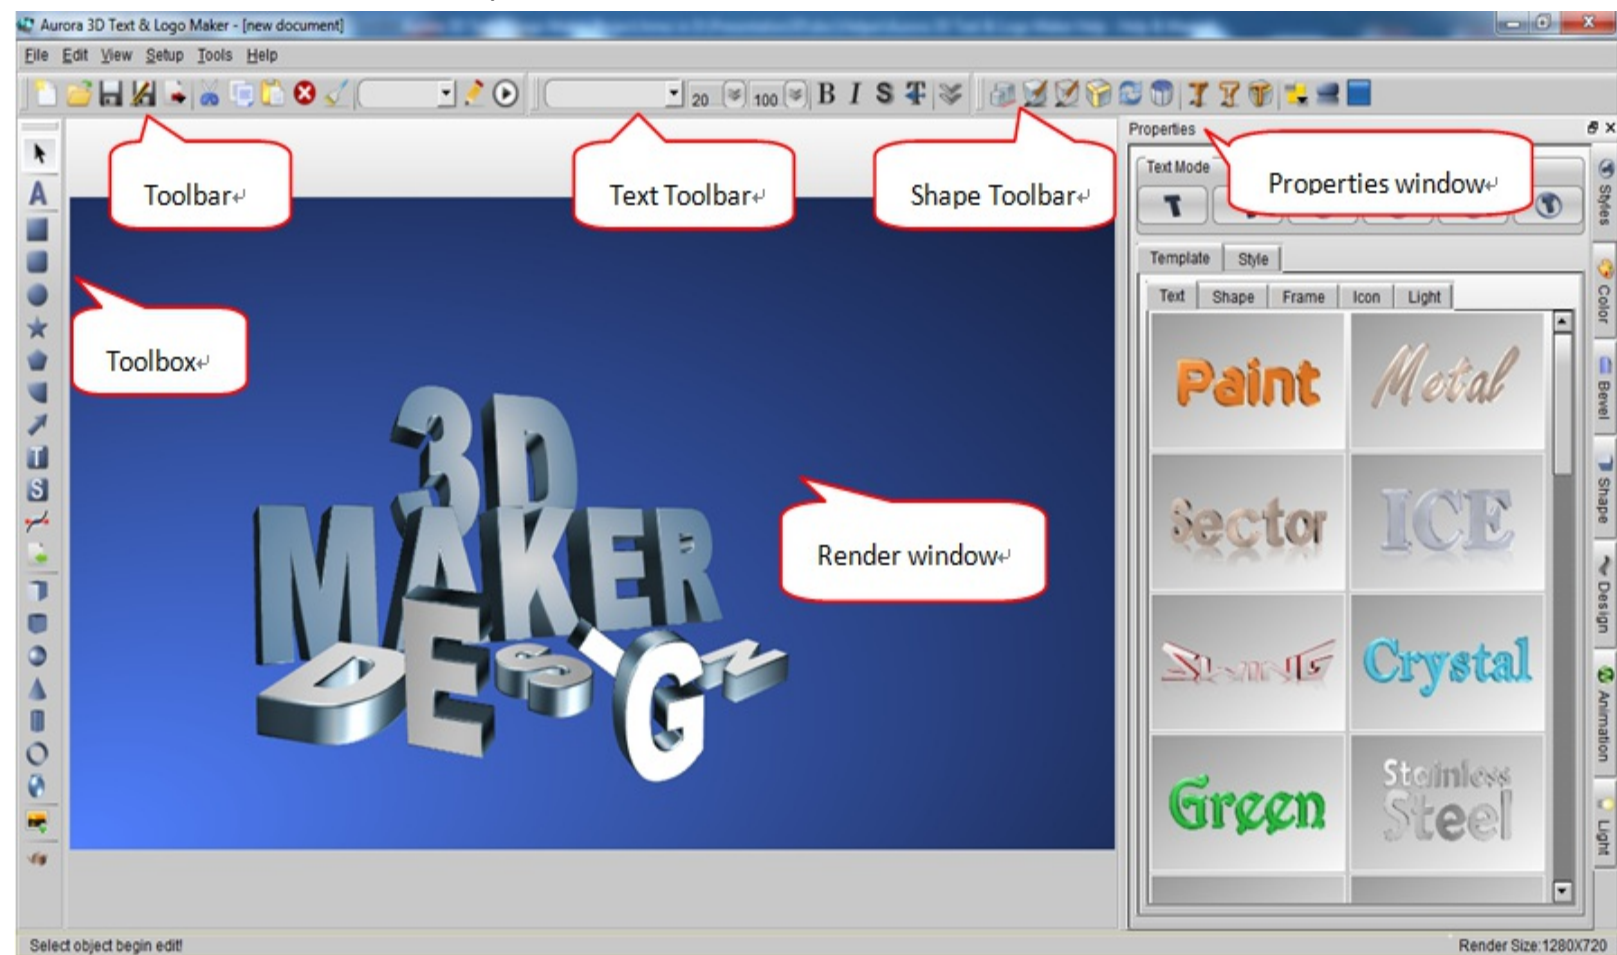 Aurora 3D Text & Logo Maker - [new document]
File Edit View Setup Tools Help
20 100 B I S T
Toolbar
Text Toolbar
Shape Toolbar
Properties
Text Mode
Properties window
Template Style
Text Shape Frame Icon Light
Toolbox
Render window
3D
MAKER
DESIGN
Paint Metal
Sector ICE
SWING Crystal
Green Stainless
Steel
Styles
Color
Bevel
Shape
Design
Animation
Light
Select object begin edit!
Render Size:1280X720